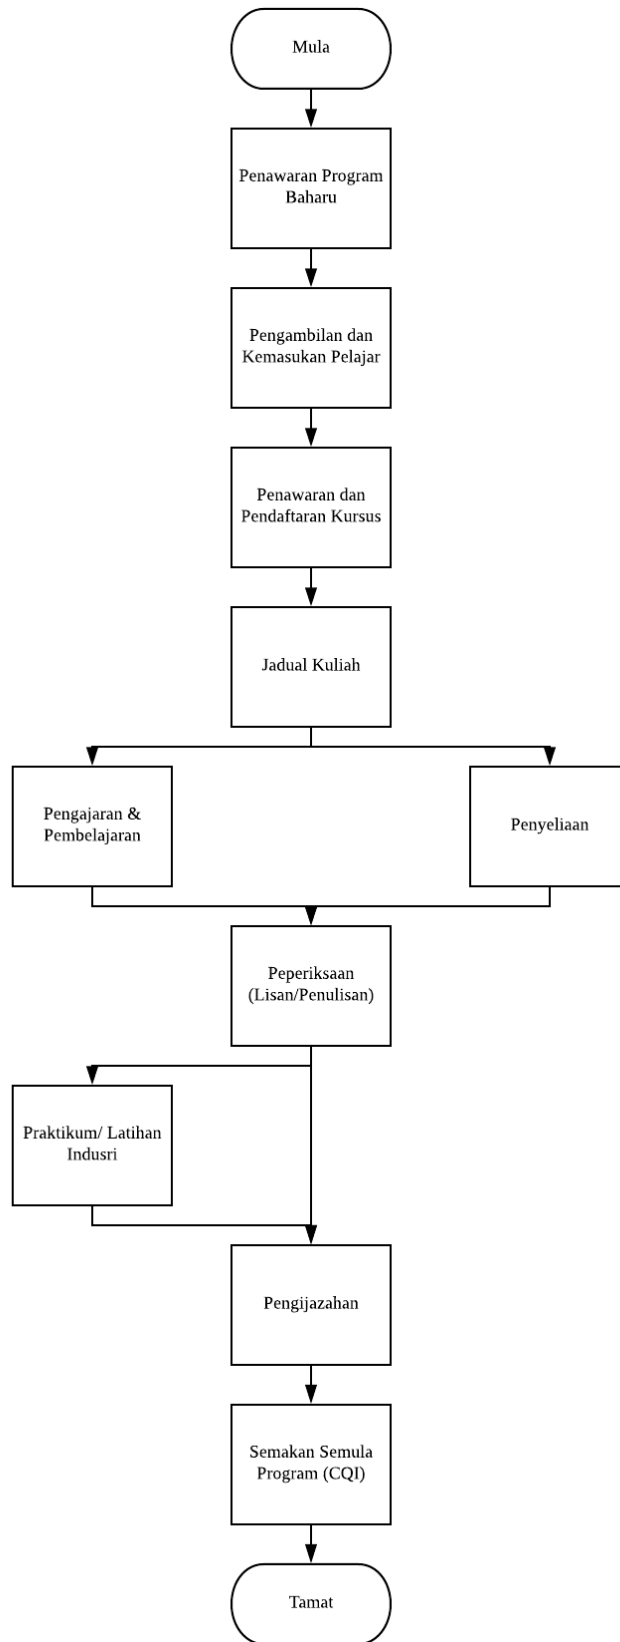 Mula
Penawaran Program
Baharu
Pengambilan dan
Kemasukan Pelajar
Penawaran dan
Pendaftaran Kursus
Jadual Kuliah
Pengajaran &
Pembelajaran
Penyeliaan
Peperiksaan
(Lisan/Penulisan)
Praktikum/ Latihan
Indusri
Pengijazahan
Semakan Semula
Program (CQI)
Tamat